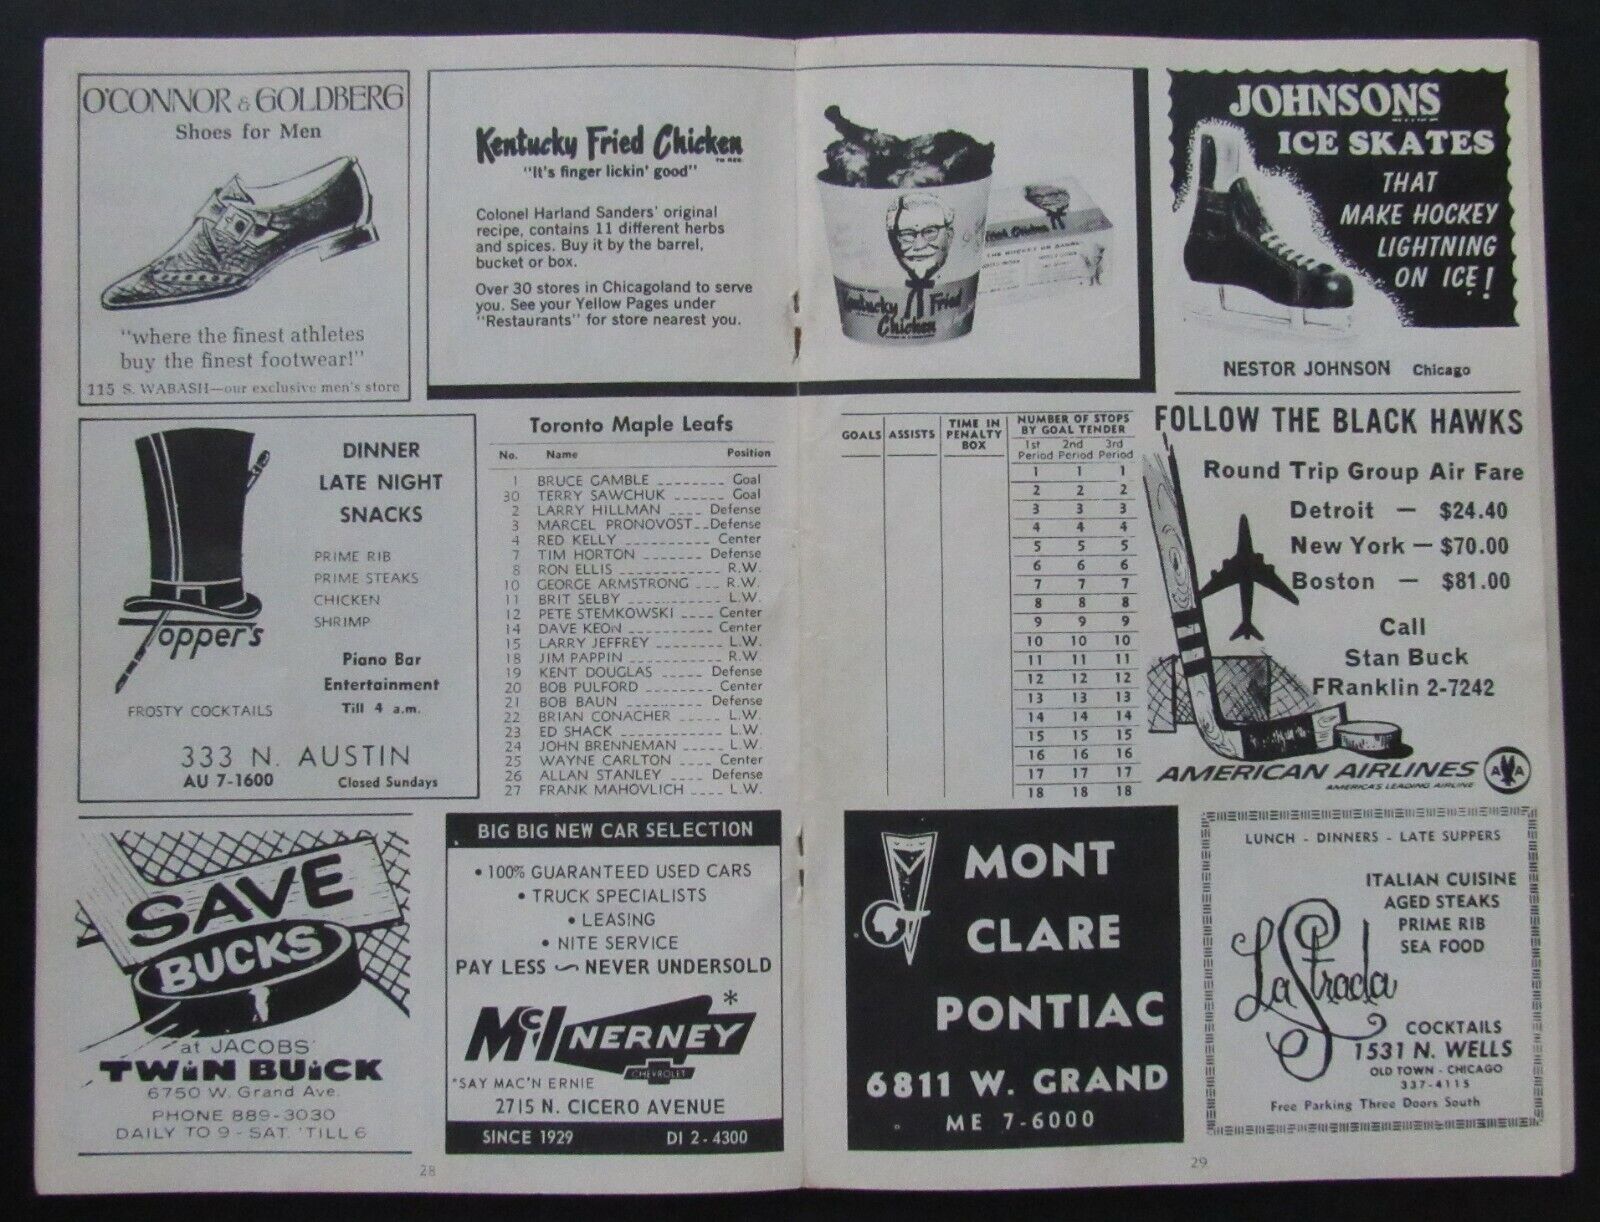 O'CONNOR & GOLDBERG
Shoes for Men
"where the finest athletes
buy the finest footwear!"
115 S. WABASH—our exclusive men's store
Kentucky Fried Chicken
TM REG.
"It's finger lickin' good"
Colonel Harland Sanders' original
recipe, contains 11 different herbs
and spices. Buy it by the barrel,
bucket or box.
Over 30 stores in Chicagoland to serve
you. See your Yellow Pages under
"Restaurants" for store nearest you.
Kentucky Fried
Chicken
JOHNSONS
ICE SKATES
THAT
MAKE HOCKEY
LIGHTNING
ON ICE!
NESTOR JOHNSON Chicago
DINNER
LATE NIGHT
SNACKS
PRIME RIB
PRIME STEAKS
CHICKEN
SHRIMP
Topper's
Piano Bar
Entertainment
Till 4 a.m.
FROSTY COCKTAILS
333 N. AUSTIN
AU 7-1600 Closed Sundays
Toronto Maple Leafs
No. Name Position
1 BRUCE GAMBLE -------- Goal
30 TERRY SAWCHUK ------ Goal
2 LARRY HILLMAN --- Defense
3 MARCEL PRONOVOST--Defense
4 RED KELLY --------- Center
7 TIM HORTON ------- Defense
8 RON ELLIS ---------- R.W.
10 GEORGE ARMSTRONG --- R.W.
11 BRIT SELBY --------- L.W.
12 PETE STEMKOWSKI ---- Center
14 DAVE KEON --------- Center
15 LARRY JEFFREY ------- L.W.
18 JIM PAPPIN --------- R.W.
19 KENT DOUGLAS ---- Defense
20 BOB PULFORD ------- Center
21 BOB BAUN -------- Defense
22 BRIAN CONACHER ----- L.W.
23 ED SHACK ---------- L.W.
24 JOHN BRENNEMAN ----- L.W.
25 WAYNE CARLTON ---- Center
26 ALLAN STANLEY ---- Defense
27 FRANK MAHOVLICH ---- L.W.
GOALS ASSISTS TIME IN PENALTY BOX
NUMBER OF STOPS
BY GOAL TENDER
1st 2nd 3rd
Period Period Period
1 1 1
2 2 2
3 3 3
4 4 4
5 5 5
6 6 6
7 7 7
8 8 8
9 9 9
10 10 10
11 11 11
12 12 12
13 13 13
14 14 14
15 15 15
16 16 16
17 17 17
18 18 18
FOLLOW THE BLACK HAWKS
Round Trip Group Air Fare
Detroit — $24.40
New York — $70.00
Boston — $81.00
Call
Stan Buck
FRanklin 2-7242
AMERICAN AIRLINES
AMERICA'S LEADING AIRLINE
AA
SAVE
BUCKS
at JACOBS'
TWiN BUiCK
6750 W. Grand Ave.
PHONE 889-3030
DAILY TO 9 - SAT. 'TILL 6
BIG BIG NEW CAR SELECTION
• 100% GUARANTEED USED CARS
• TRUCK SPECIALISTS
• LEASING
• NITE SERVICE
PAY LESS ~ NEVER UNDERSOLD
McINERNEY*
CHEVROLET
*SAY MAC'N ERNIE
2715 N. CICERO AVENUE
SINCE 1929 DI 2-4300
MONT
CLARE
PONTIAC
6811 W. GRAND
ME 7-6000
GT
LUNCH - DINNERS - LATE SUPPERS
ITALIAN CUISINE
AGED STEAKS
PRIME RIB
SEA FOOD
La Strada
COCKTAILS
1531 N. WELLS
OLD TOWN - CHICAGO
337-4115
Free Parking Three Doors South
28
29